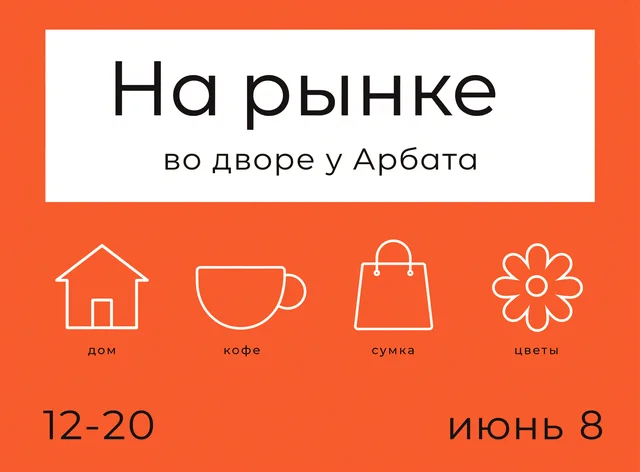 На рынке
во дворе у Арбата
дом кофе сумка цветы
12-20 июнь 8